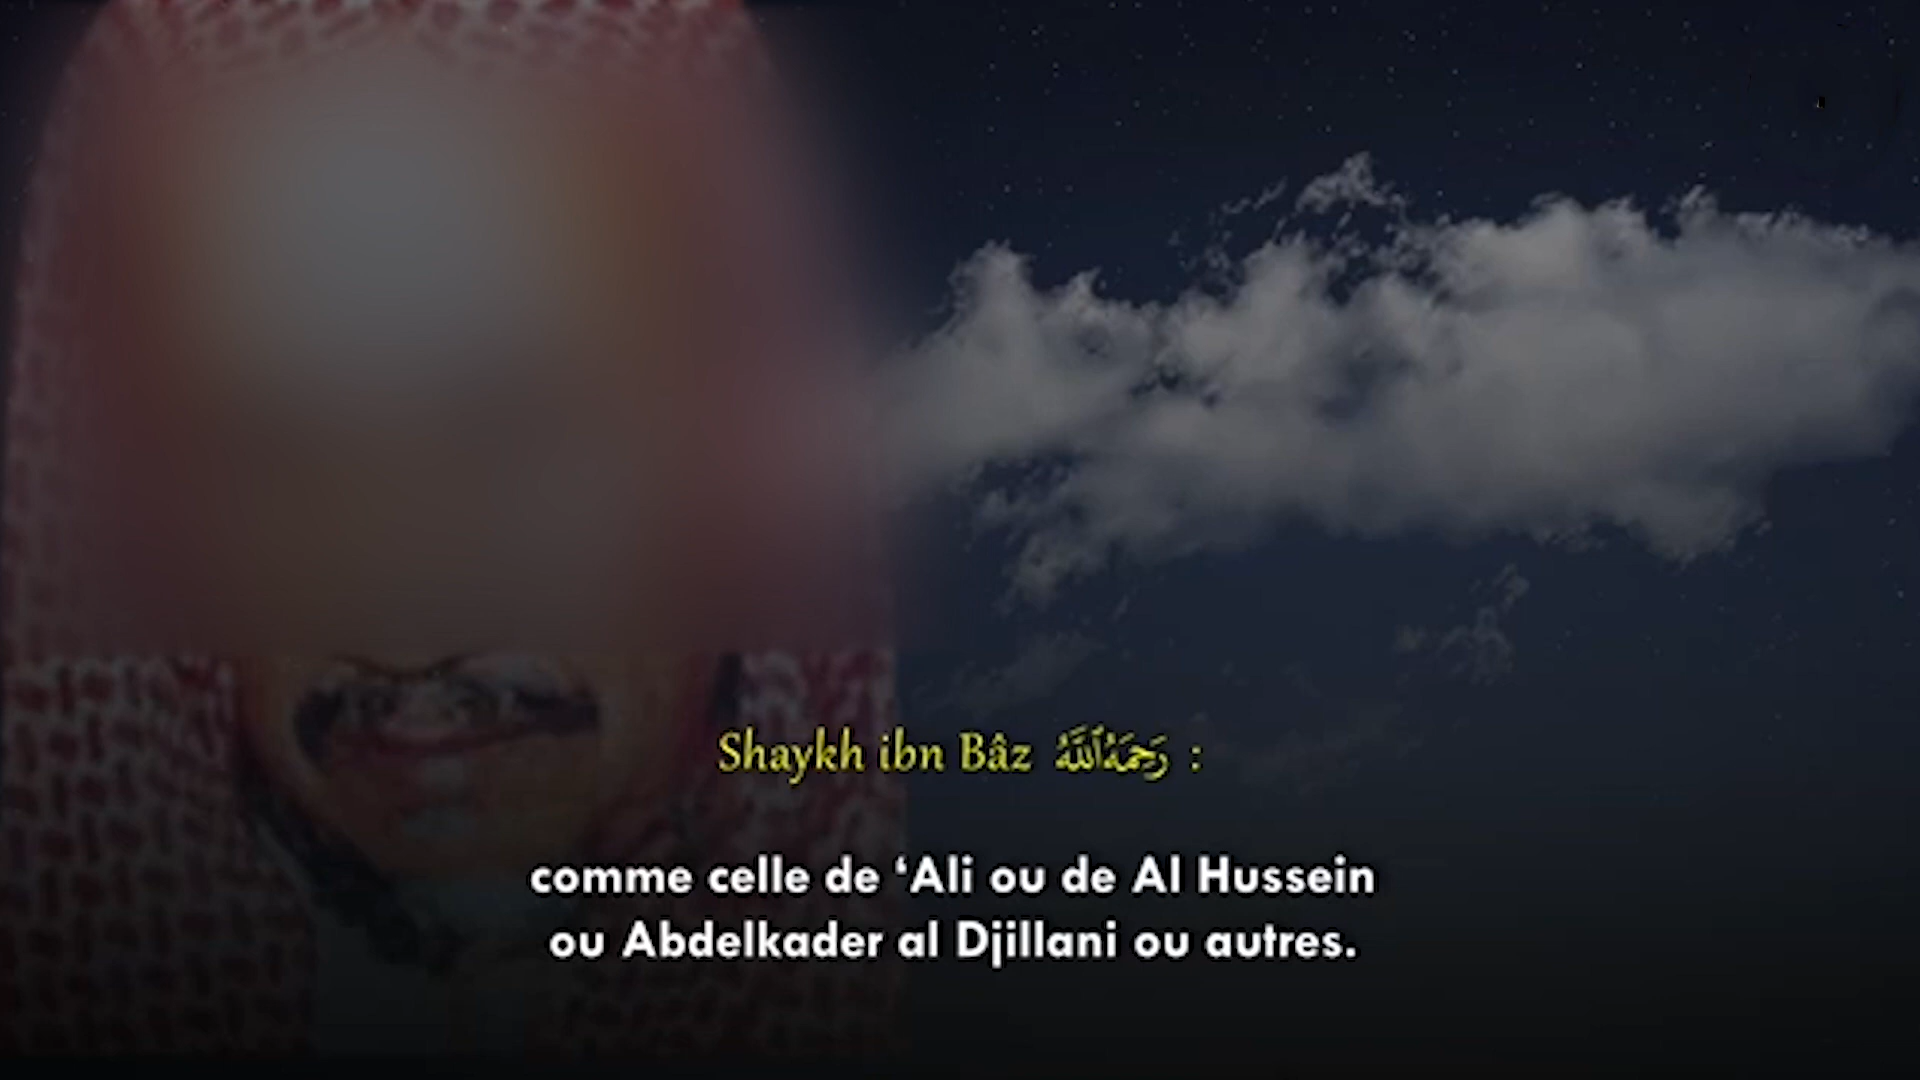 Shaykh ibn Bâz رَحِمَهُ ٱللَّٰهُ :
comme celle de ‘Ali ou de Al Hussein
ou Abdelkader al Djillani ou autres.